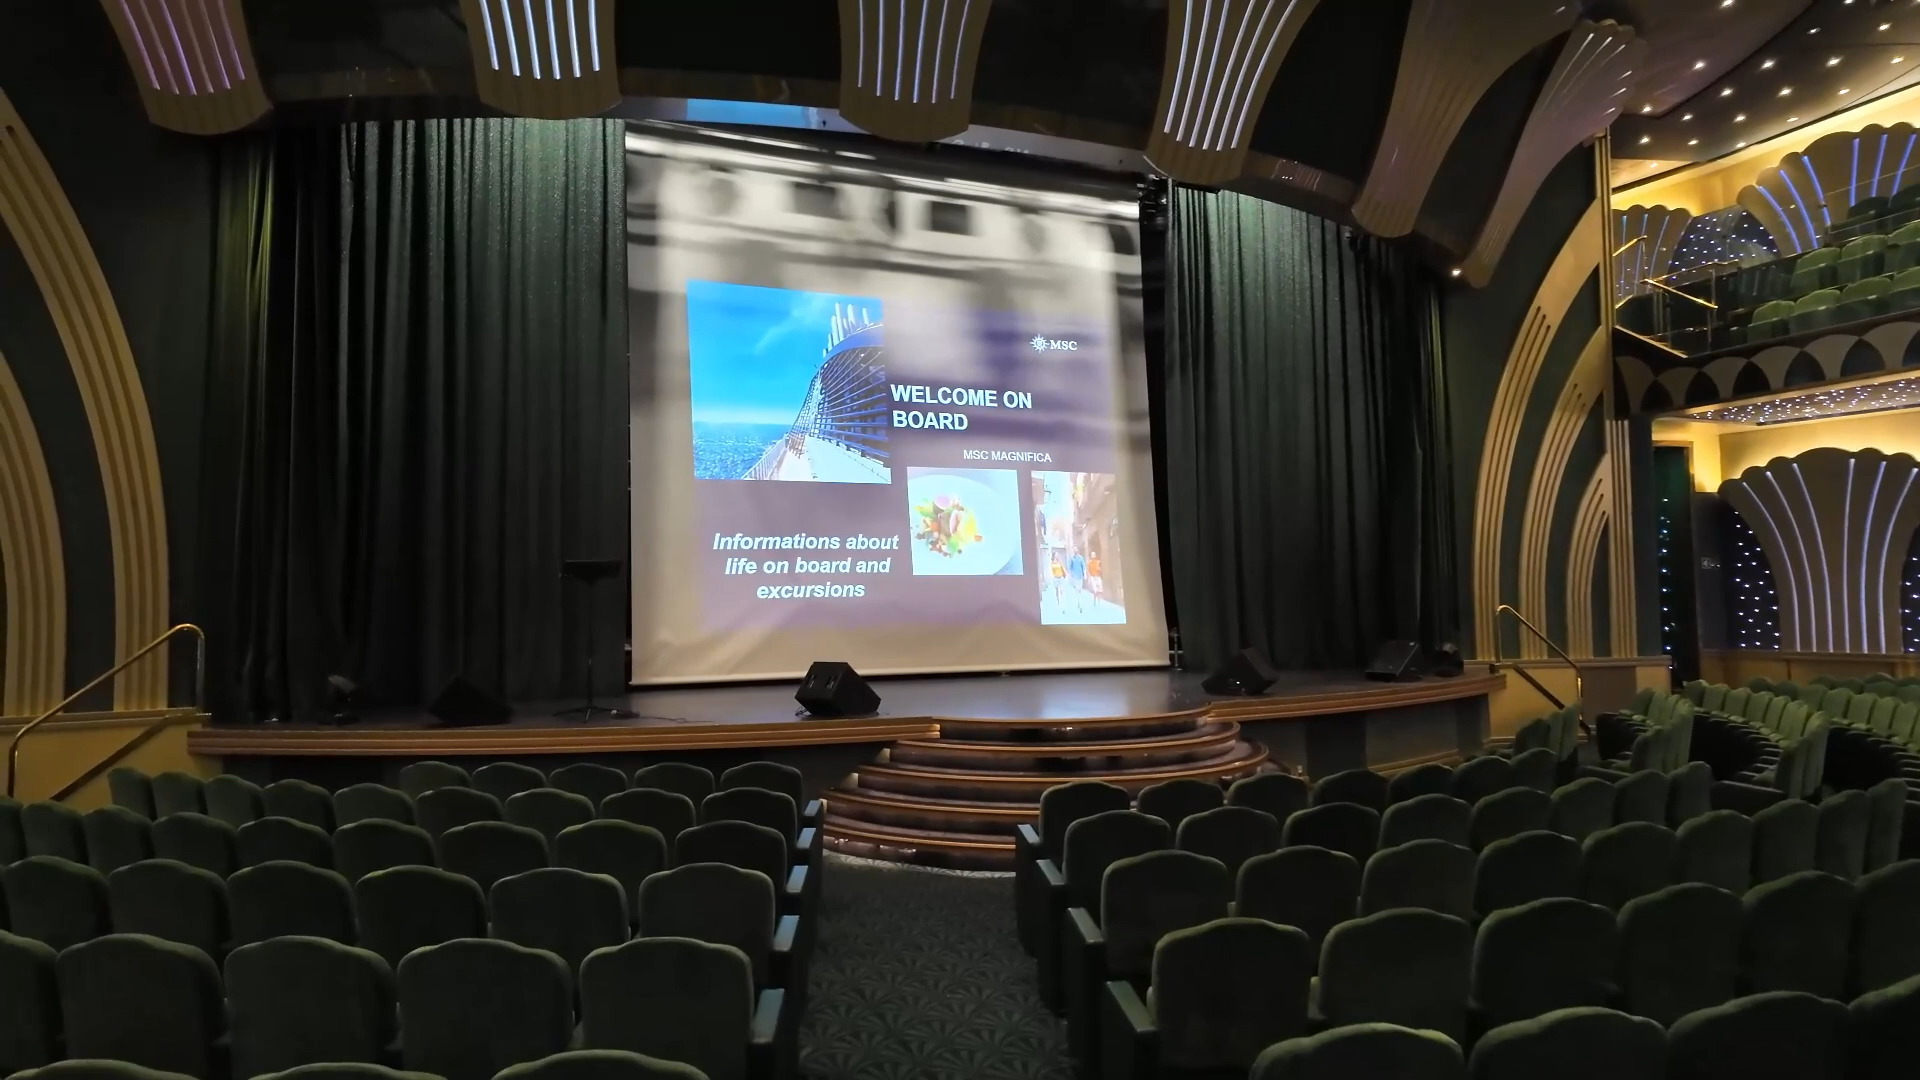 MSC
WELCOME ON
BOARD
MSC MAGNIFICA
Informations about
life on board and
excursions